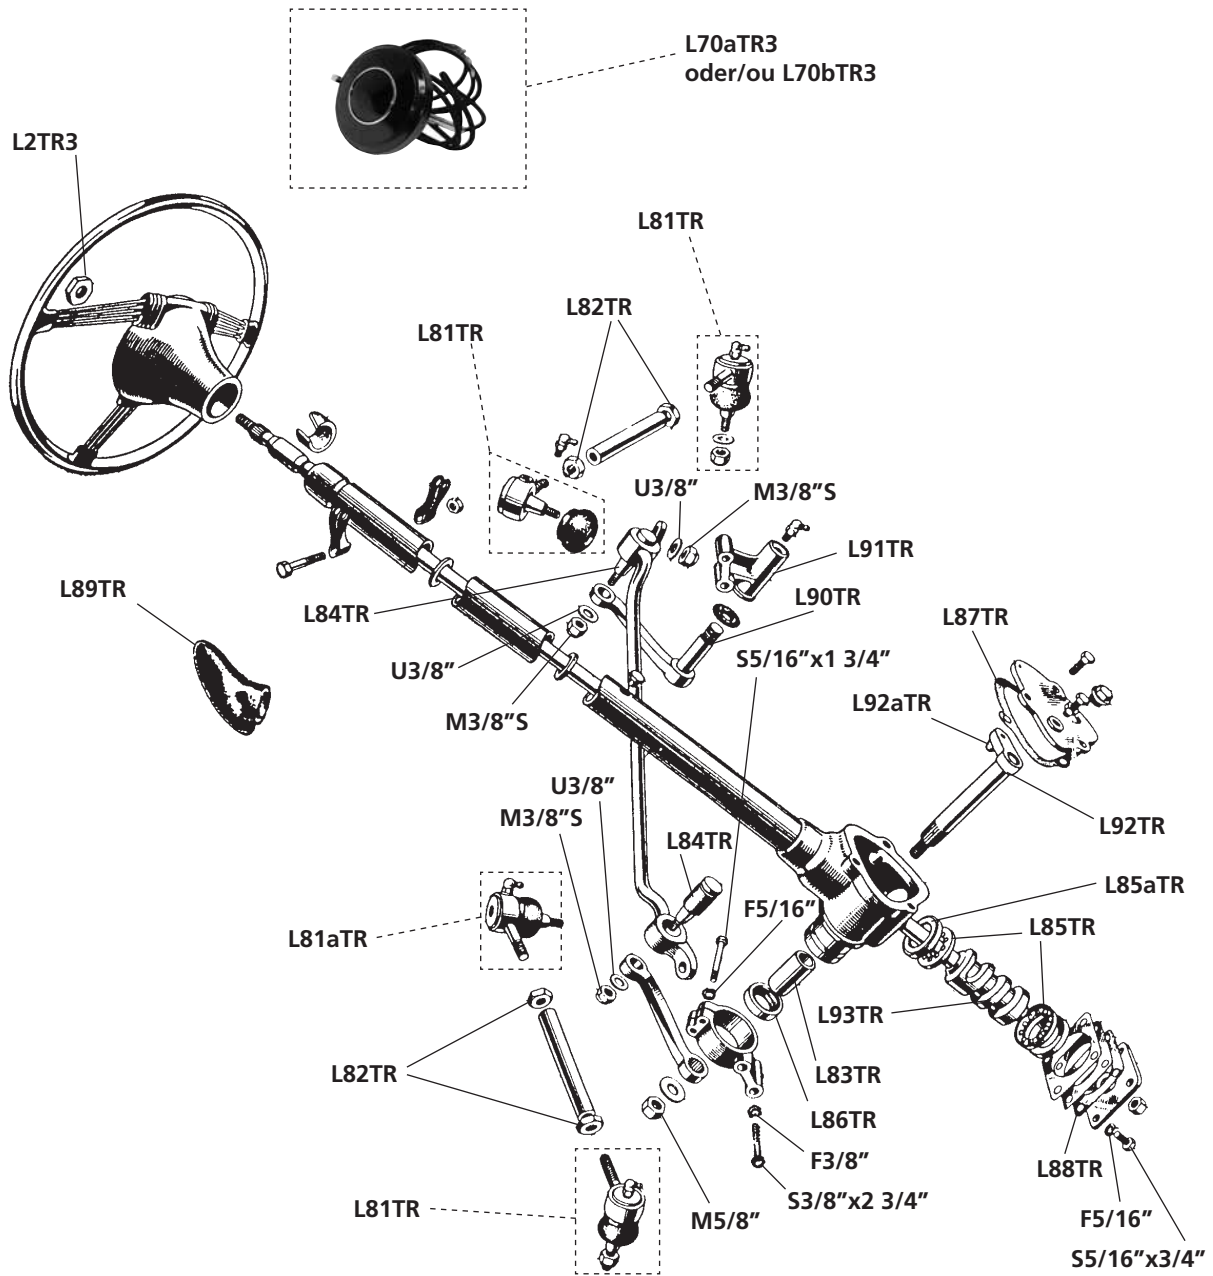 L70aTR3
oder/ou L70bTR3
L2TR3
L81TR
L82TR
L81TR
U3/8”
M3/8”S
L91TR
L89TR
L84TR
L90TR
L87TR
U3/8”
S5/16”x1 3/4”
L92aTR
M3/8”S
U3/8”
M3/8”S
L92TR
L84TR
L85aTR
F5/16”
L85TR
L81aTR
L93TR
L82TR
L83TR
L86TR
F3/8”
L88TR
S3/8”x2 3/4”
L81TR
M5/8”
F5/16”
S5/16”x3/4”